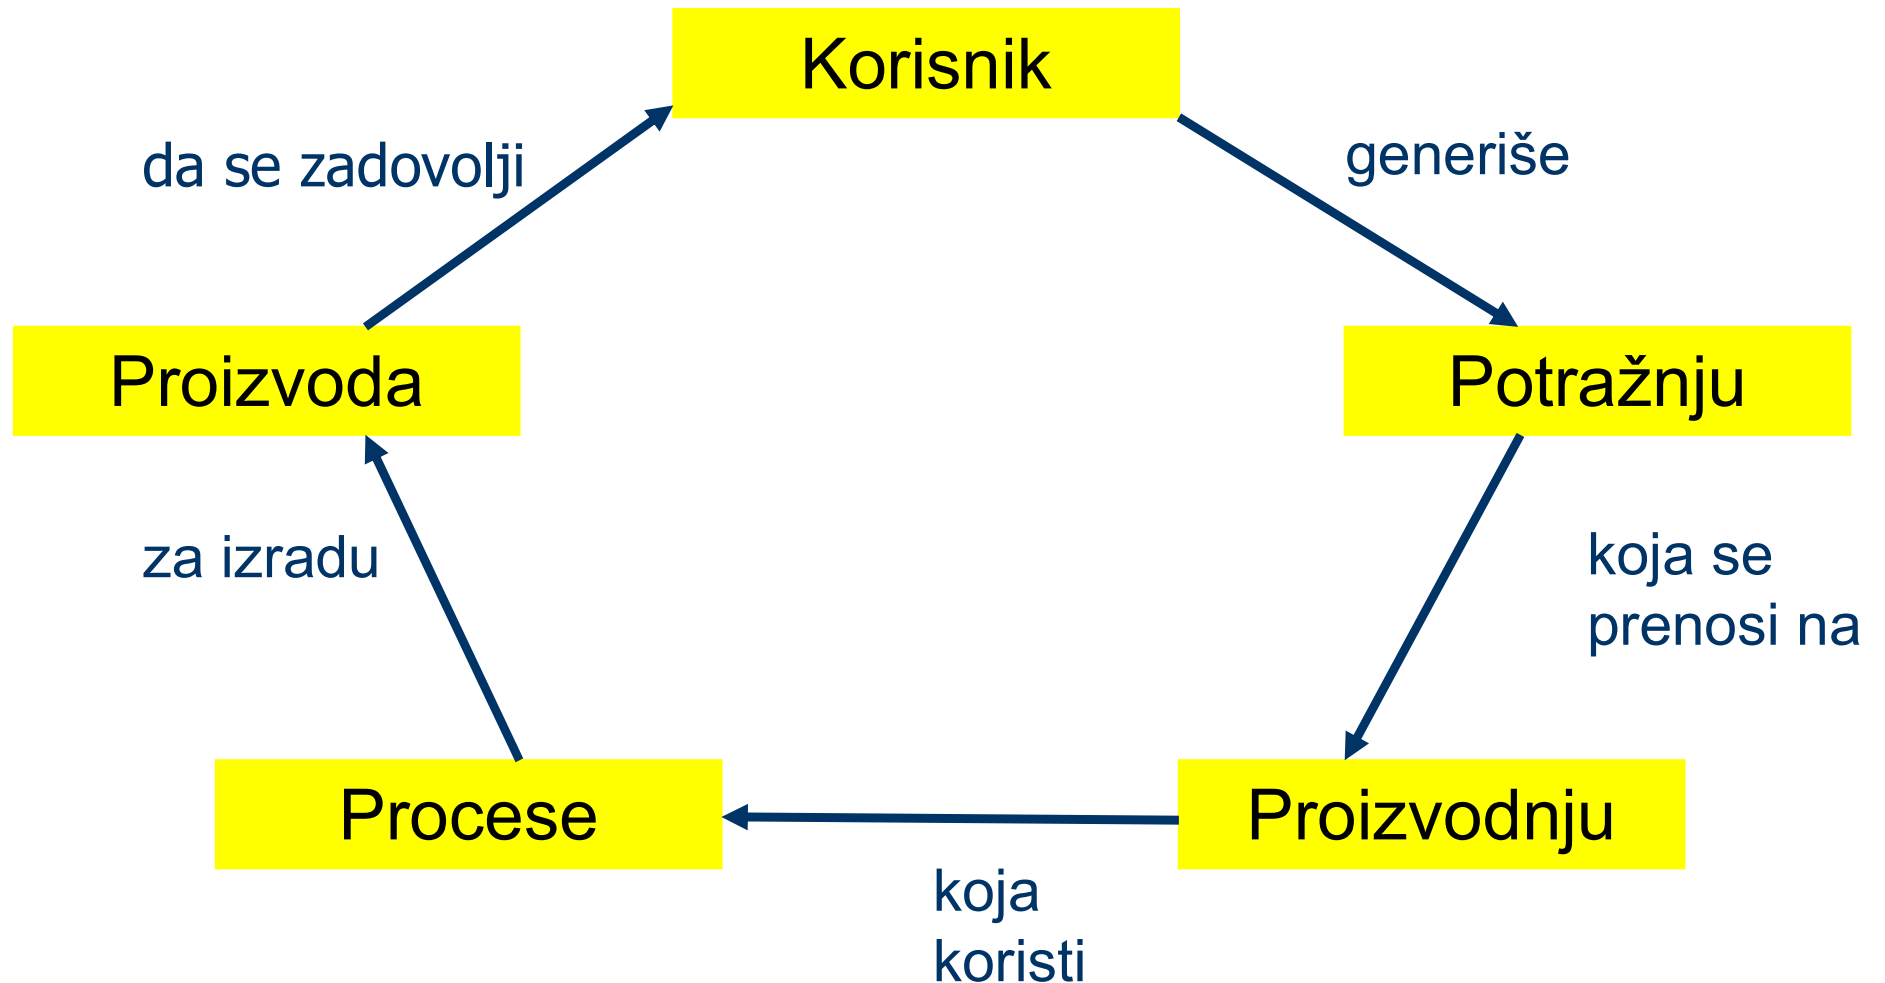 Korisnik
generiše
Potražnju
koja se
prenosi na
Proizvodnju
koja
koristi
Procese
za izradu
Proizvoda
da se zadovolji